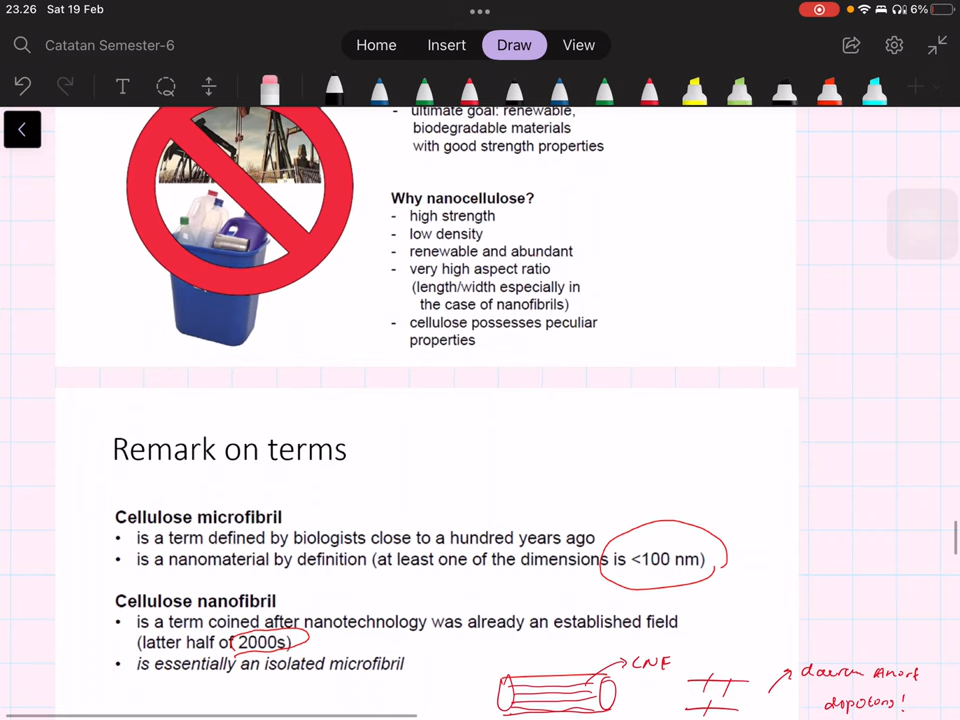 23.26 Sat 19 Feb
6%
Catatan Semester-6
Home Insert Draw View
T
- ultimate goal: renewable,
biodegradable materials
with good strength properties
Why nanocellulose?
- high strength
- low density
- renewable and abundant
- very high aspect ratio
(length/width especially in
the case of nanofibrils)
- cellulose possesses peculiar
properties
Remark on terms
Cellulose microfibril
• is a term defined by biologists close to a hundred years ago
• is a nanomaterial by definition (at least one of the dimensions is <100 nm)
Cellulose nanofibril
• is a term coined after nanotechnology was already an established field
(latter half of 2000s)
• is essentially an isolated microfibril
CNF
daerah Amorf
dipotong!